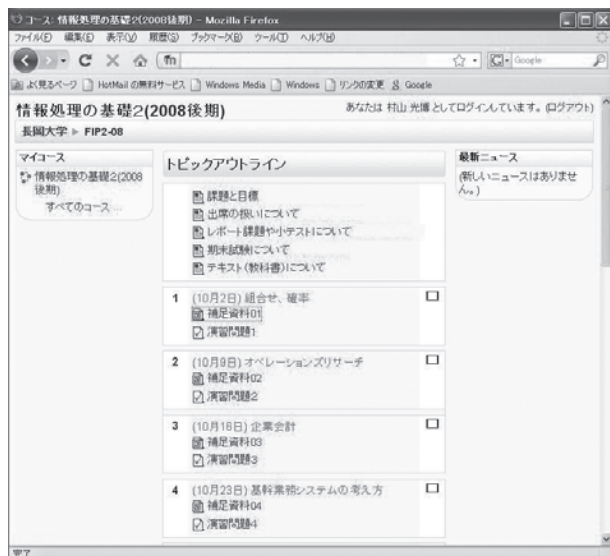 コース: 情報処理の基礎2(2008後期) - Mozilla Firefox
ファイル(F) 編集(E) 表示(V) 履歴(S) ブックマーク(B) ツール(T) ヘルプ(H)
Google
よく見るページ HotMail の無料サービス Windows Media Windows リンクの変更 Google
情報処理の基礎2(2008後期)
あなたは 村山 光博 としてログインしています。(ログアウト)
長岡大学 ► FIP2-08
マイコース
情報処理の基礎2(2008後期)
すべてのコース ...
トピックアウトライン
課題と目標
出席の扱いについて
レポート課題や小テストについて
期末試験について
テキスト(教科書)について
1 (10月2日) 組合せ、確率
補足資料01
演習問題1
2 (10月9日) オペレーションズリサーチ
補足資料02
演習問題2
3 (10月16日) 企業会計
補足資料03
演習問題3
4 (10月23日) 基幹業務システムの考え方
補足資料04
演習問題4
最新ニュース
(新しいニュースはありません。)
完了